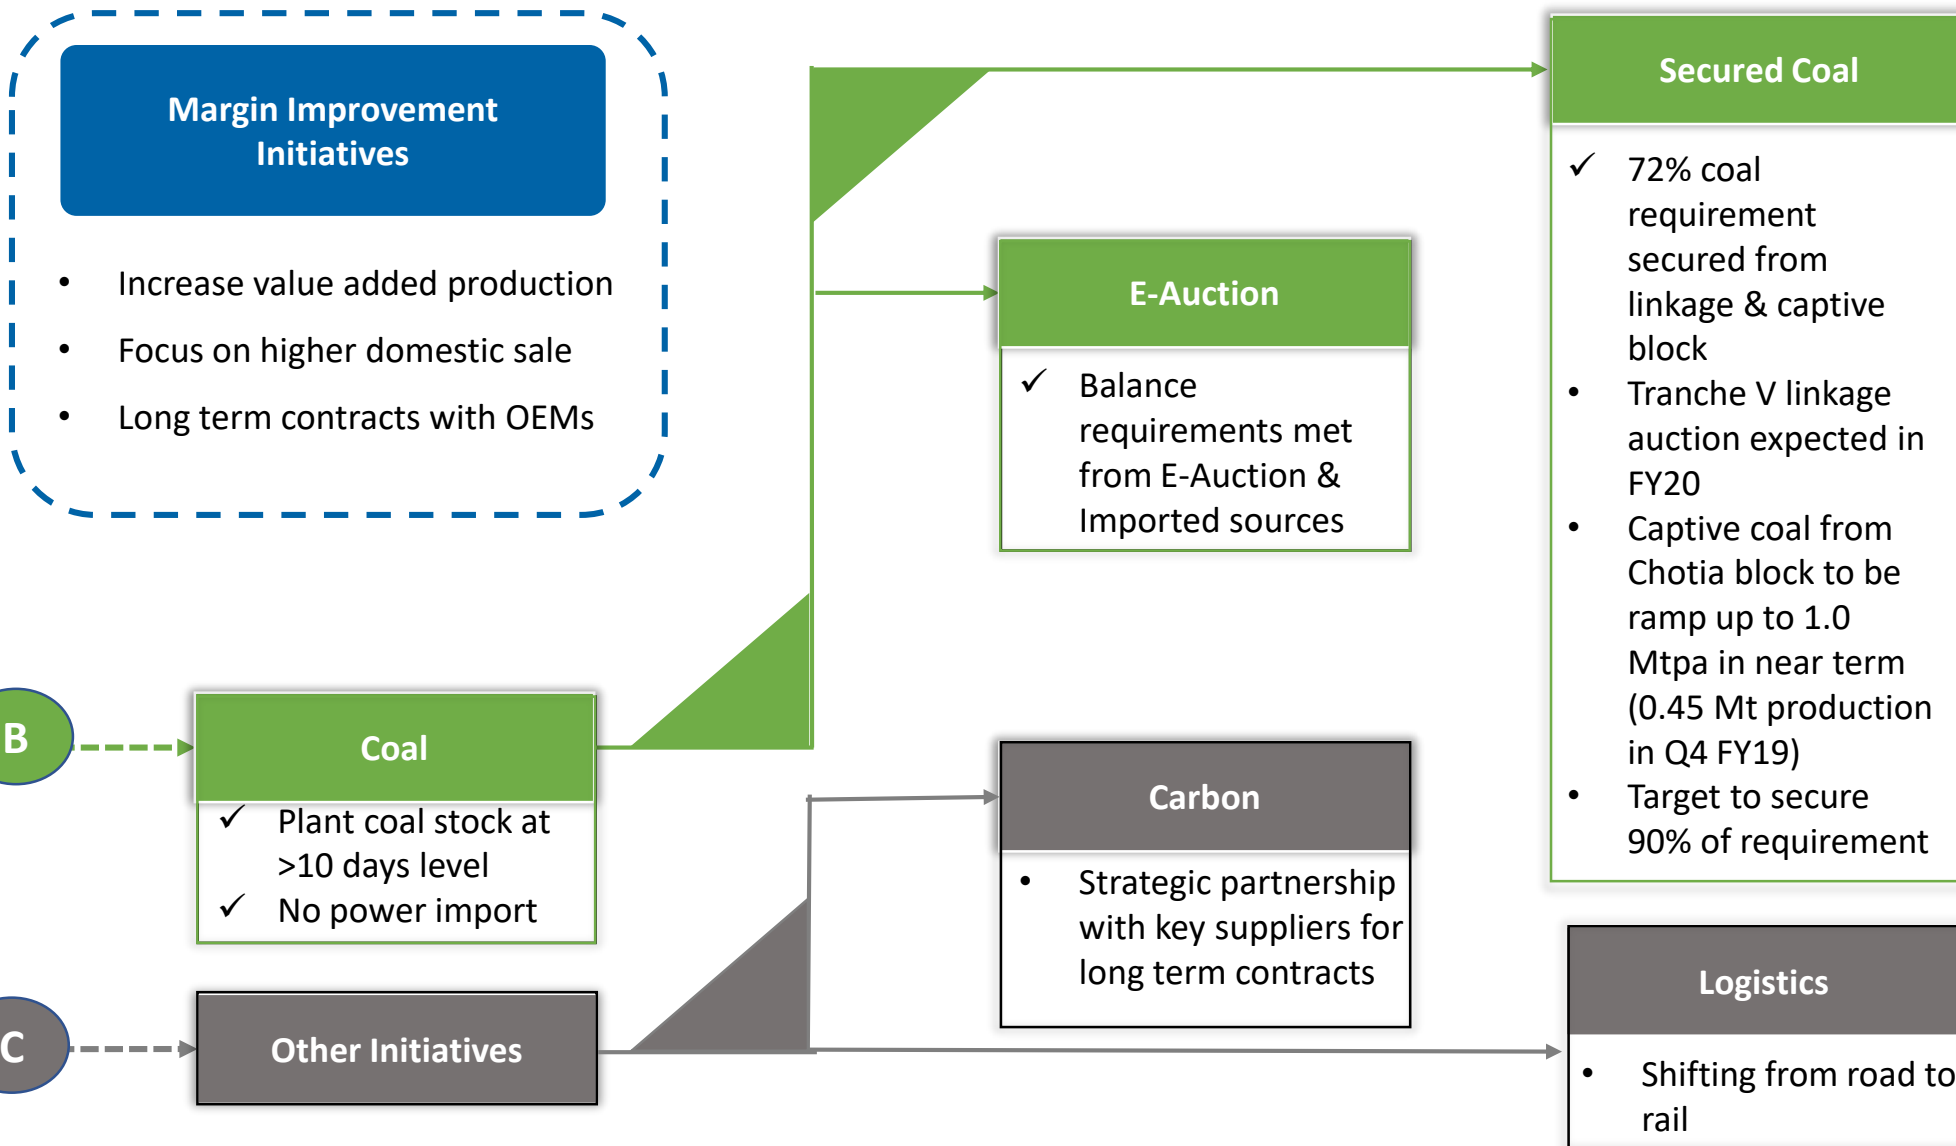 Margin Improvement
Initiatives
• Increase value added production
• Focus on higher domestic sale
• Long term contracts with OEMs
Secured Coal
✓ 72% coal
requirement
secured from
linkage & captive
block
• Tranche V linkage
auction expected in
FY20
• Captive coal from
Chotia block to be
ramp up to 1.0
Mtpa in near term
(0.45 Mt production
in Q4 FY19)
• Target to secure
90% of requirement
E-Auction
✓ Balance
requirements met
from E-Auction &
Imported sources
B
Coal
✓ Plant coal stock at
>10 days level
✓ No power import
Carbon
• Strategic partnership
with key suppliers for
long term contracts
C
Other Initiatives
Logistics
• Shifting from road to
rail